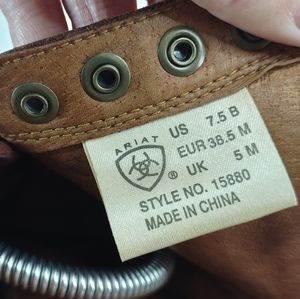 ARIAT
®
US 7.5 B
EUR 38.5 M
UK 5 M
STYLE NO. 15880
MADE IN CHINA